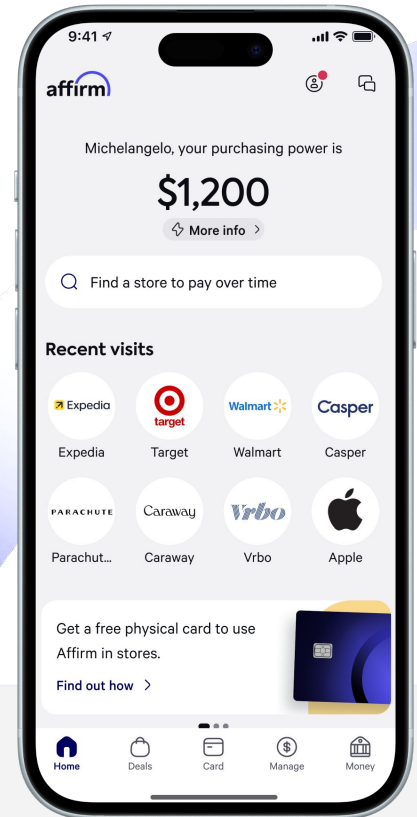 9:41
affirm
Michelangelo, your purchasing power is
$1,200
More info
Find a store to pay over time
Recent visits
Expedia
target
Walmart
Casper
Expedia
Target
Walmart
Casper
PARACHUTE
Caraway
Vrbo
Parachut...
Caraway
Vrbo
Apple
Get a free physical card to use
Affirm in stores.
Find out how
Home
Deals
Card
Manage
Money